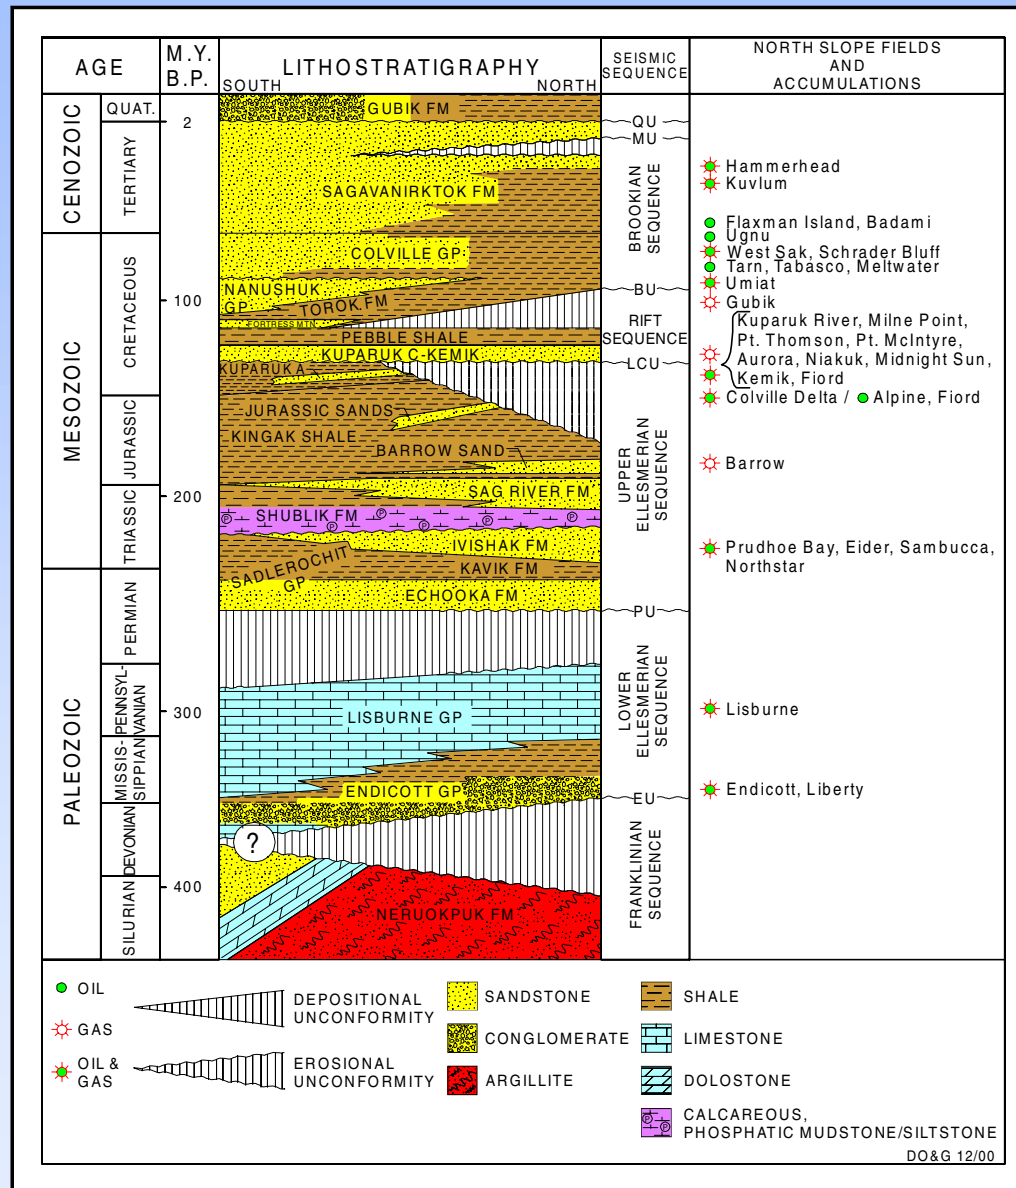 AGE
M.Y.
B.P.
LITHOSTRATIGRAPHY
SOUTH
NORTH
SEISMIC
SEQUENCE
NORTH SLOPE FIELDS
AND
ACCUMULATIONS
CENOZOIC
QUAT.
TERTIARY
MESOZOIC
CRETACEOUS
JURASSIC
TRIASSIC
PALEOZOIC
PERMIAN
PENNSYL-
VANIAN
MISSIS-
SIPPIAN
DEVONIAN
SILURIAN
2
100
200
300
400
GUBIK FM
SAGAVANIRKTOK FM
COLVILLE GP
NANUSHUK
GP
TOROK FM
FORTRESS MTN
PEBBLE SHALE
KUPARUK C-KEMIK
KUPARUK A
JURASSIC SANDS
KINGAK SHALE
BARROW SAND
SAG RIVER FM
SHUBLIK FM
P
P
P
P
P
IVISHAK FM
SADLEROCHIT
GP
KAVIK FM
ECHOOKA FM
LISBURNE GP
ENDICOTT GP
?
NERUOKPUK FM
QU
MU
BROOKIAN
SEQUENCE
BU
RIFT
SEQUENCE
LCU
UPPER
ELLESMERIAN
SEQUENCE
PU
LOWER
ELLESMERIAN
SEQUENCE
EU
FRANKLINIAN
SEQUENCE
Hammerhead
Kuvlum
Flaxman Island, Badami
Ugnu
West Sak, Schrader Bluff
Tarn, Tabasco, Meltwater
Umiat
Gubik
Kuparuk River, Milne Point,
Pt. Thomson, Pt. McIntyre,
Aurora, Niakuk, Midnight Sun,
Kemik, Fiord
Colville Delta / Alpine, Fiord
Barrow
Prudhoe Bay, Eider, Sambucca,
Northstar
Lisburne
Endicott, Liberty
OIL
GAS
OIL &
GAS
DEPOSITIONAL
UNCONFORMITY
EROSIONAL
UNCONFORMITY
SANDSTONE
CONGLOMERATE
ARGILLITE
SHALE
LIMESTONE
DOLOSTONE
P
P
CALCAREOUS,
PHOSPHATIC MUDSTONE/SILTSTONE
DO&G 12/00